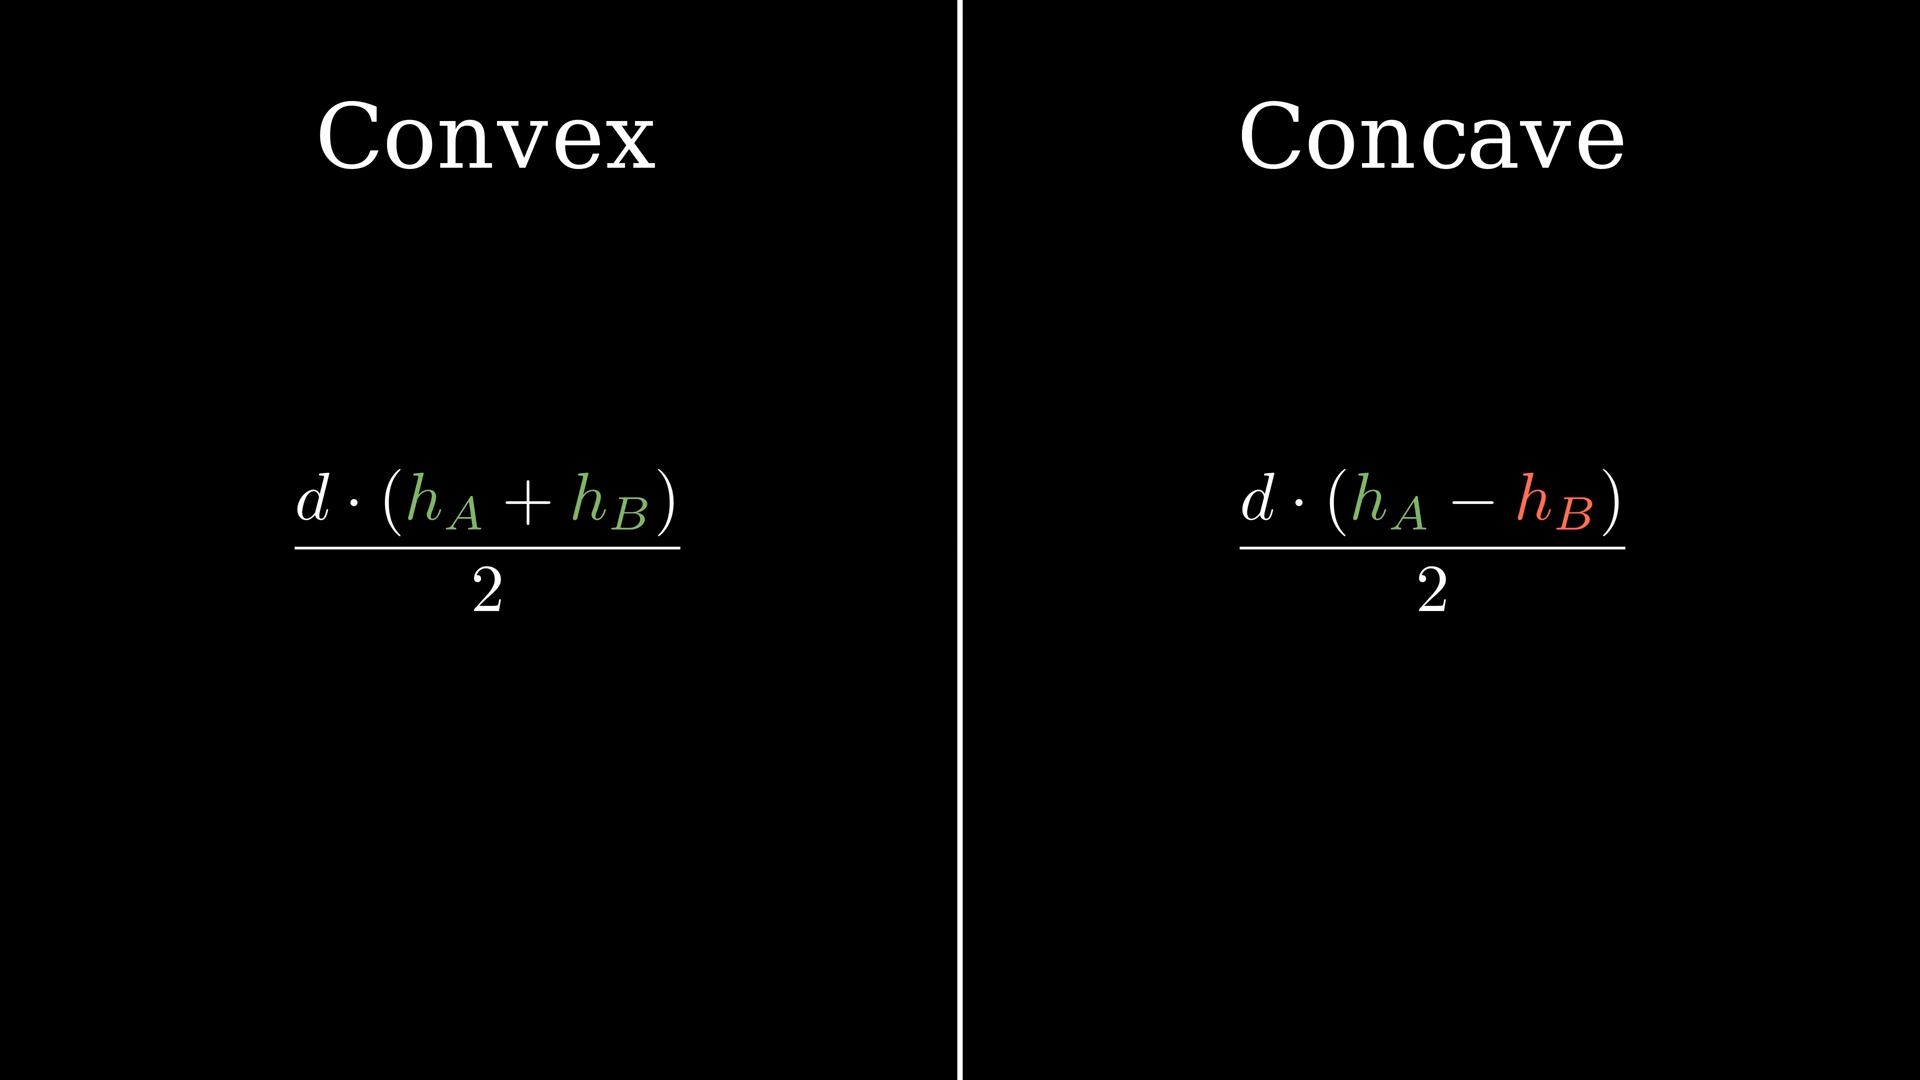 Convex
d · (h_A + h_B)
2
Concave
d · (h_A − h_B)
2